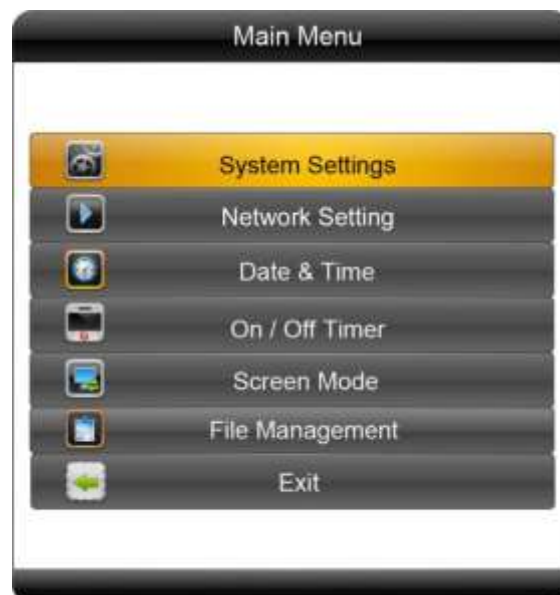 Main Menu
System Settings
Network Setting
Date & Time
On / Off Timer
Screen Mode
File Management
Exit